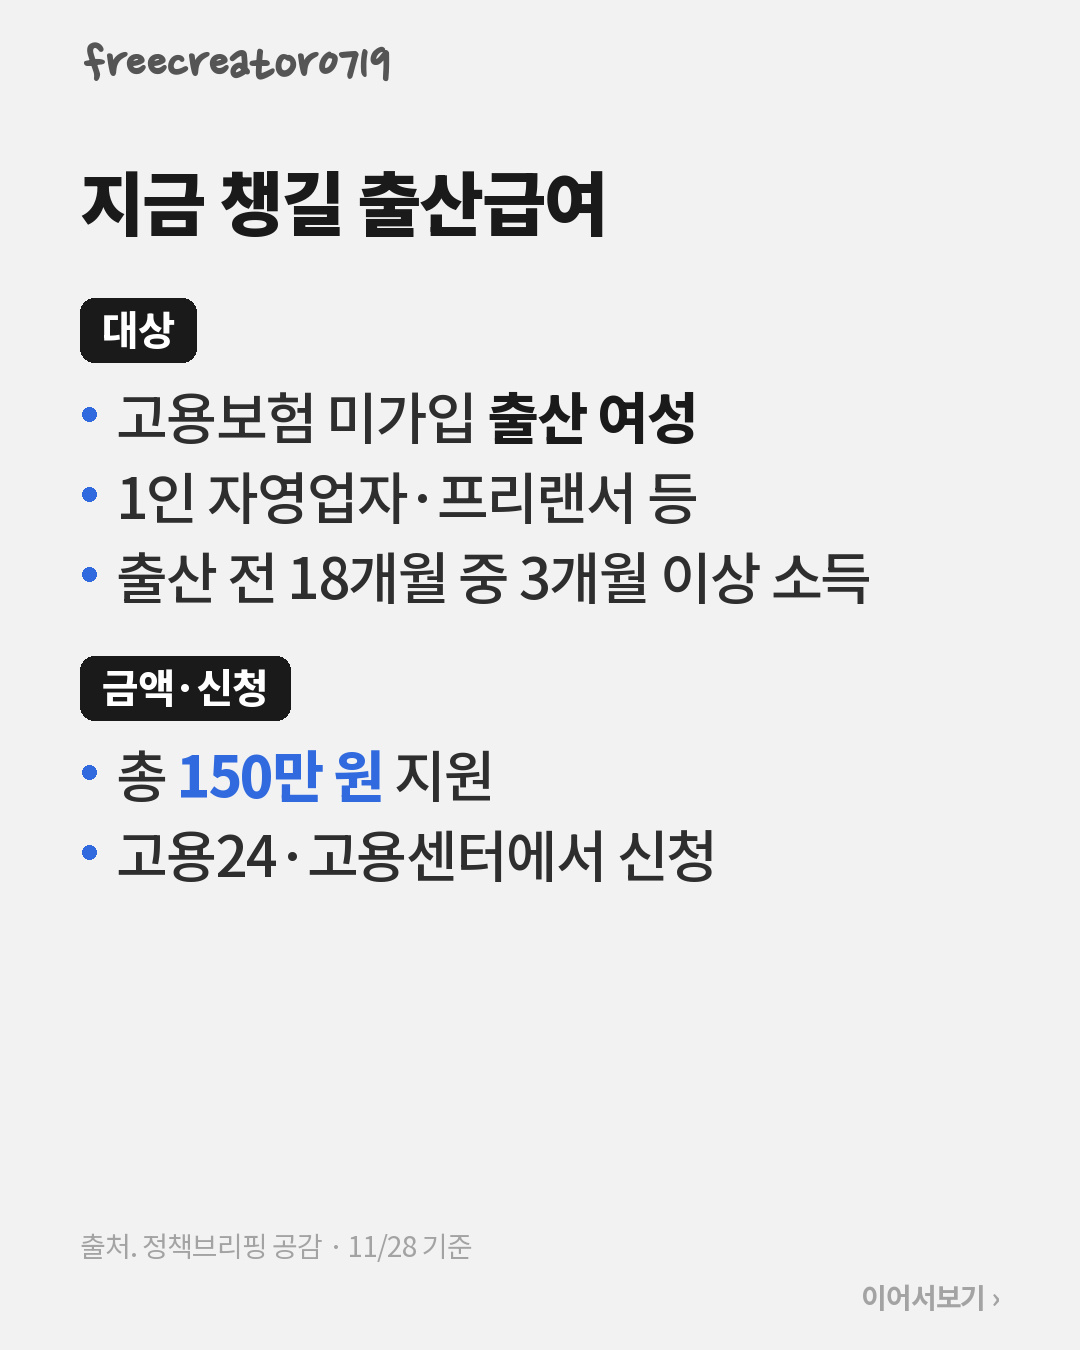 freecreator0719
지금 챙길 출산급여
대상
• 고용보험 미가입 출산 여성
• 1인 자영업자·프리랜서 등
• 출산 전 18개월 중 3개월 이상 소득
금액·신청
• 총 150만 원 지원
• 고용24·고용센터에서 신청
출처. 정책브리핑 공감 · 11/28 기준
이어서보기 ›